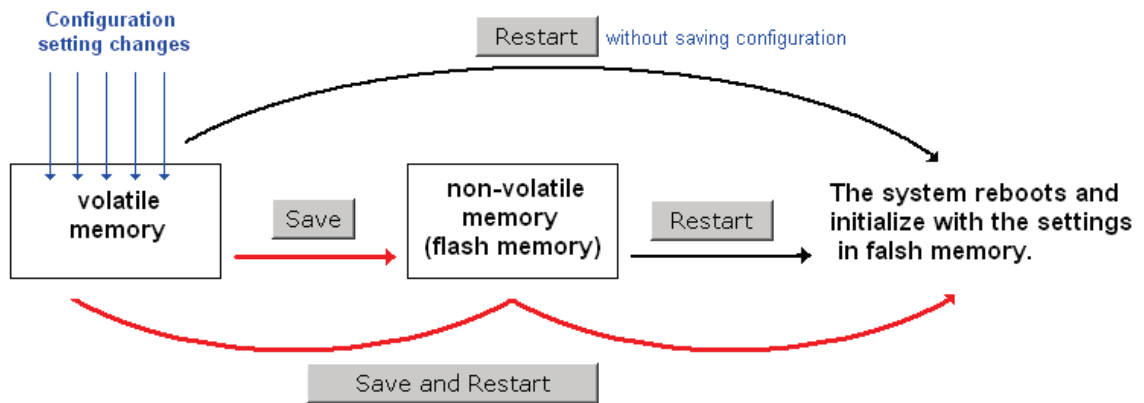 Configuration
setting changes
Restart without saving configuration
volatile
memory
Save
non-volatile
memory
(flash memory)
Restart
The system reboots and
initialize with the settings
in falsh memory.
Save and Restart